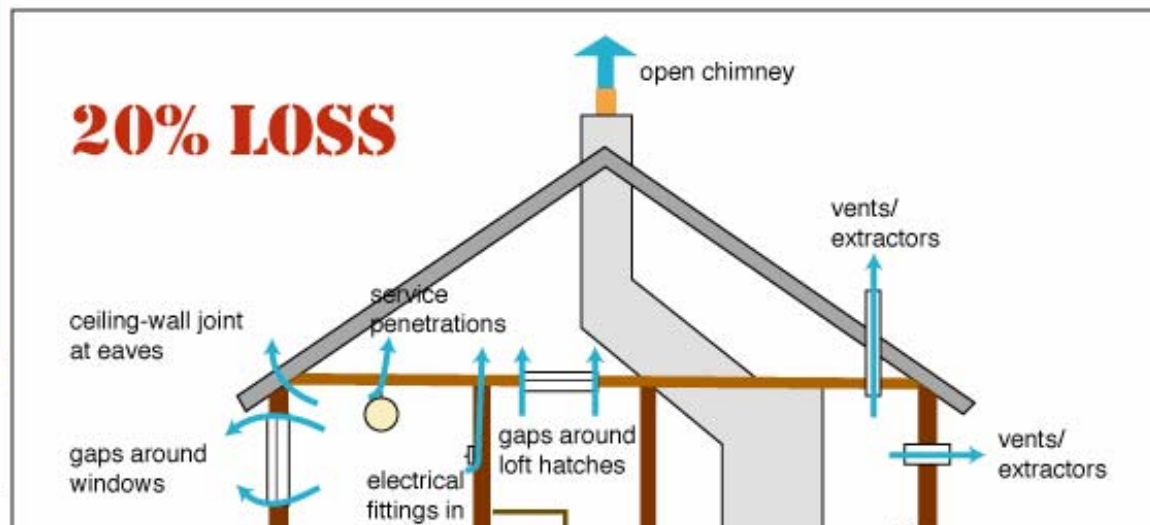 20% LOSS
open chimney
vents/
extractors
service
penetrations
ceiling-wall joint
at eaves
gaps around
windows
gaps around
loft hatches
electrical
fittings in
vents/
extractors